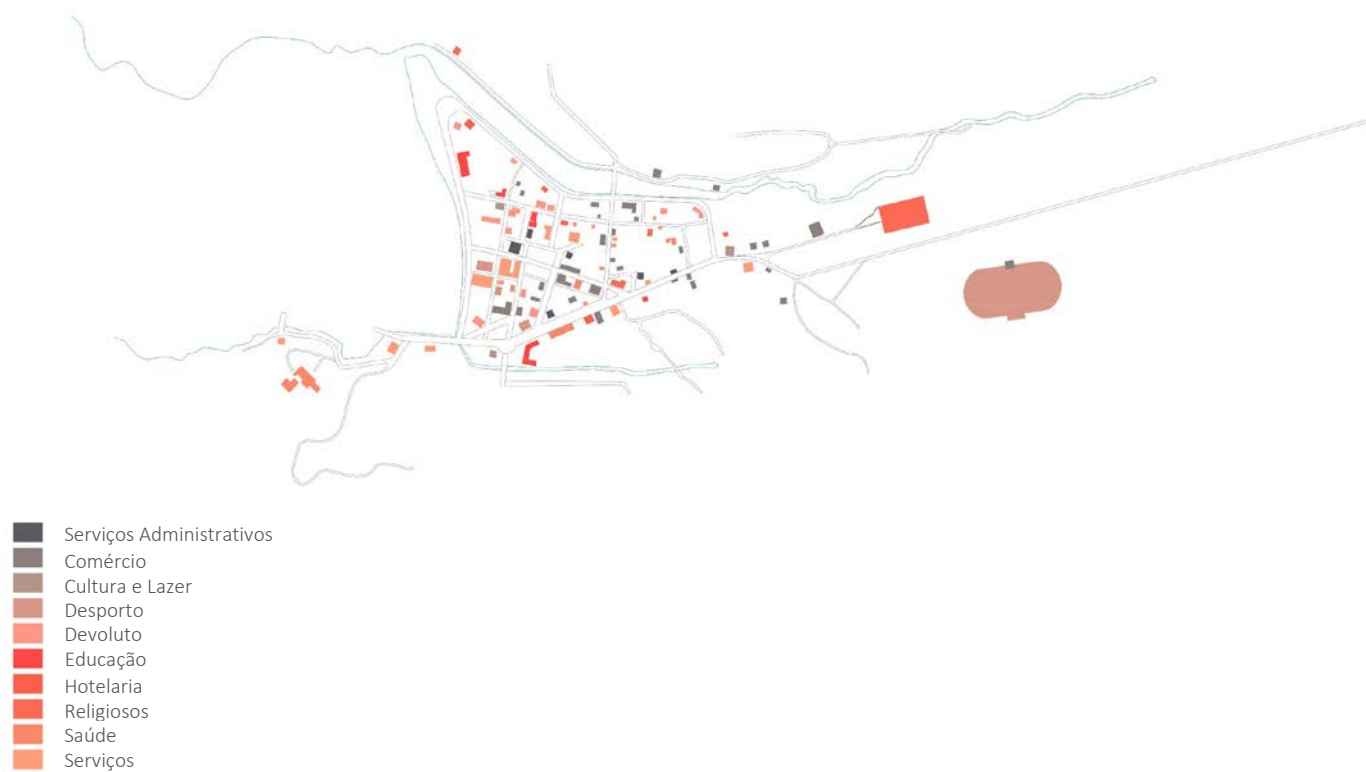 Serviços Administrativos
Comércio
Cultura e Lazer
Desporto
Devoluto
Educação
Hotelaria
Religiosos
Saúde
Serviços